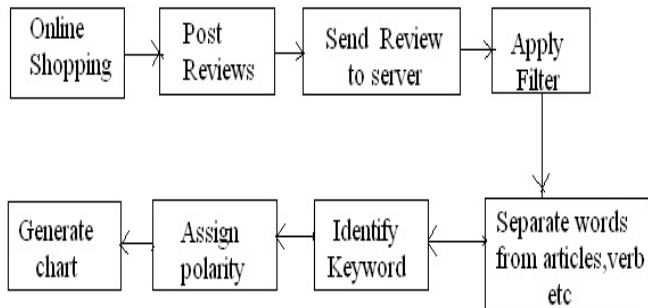 Online
Shopping
Post
Reviews
Send Review
to server
Apply
Filter
Separate words
from articles,verb
etc
Identify
Keyword
Assign
polarity
Generate
chart